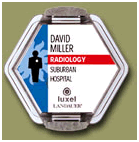 DAVID
MILLER
RADIOLOGY
SUBURBAN
HOSPITAL
luxel
LANDAUER